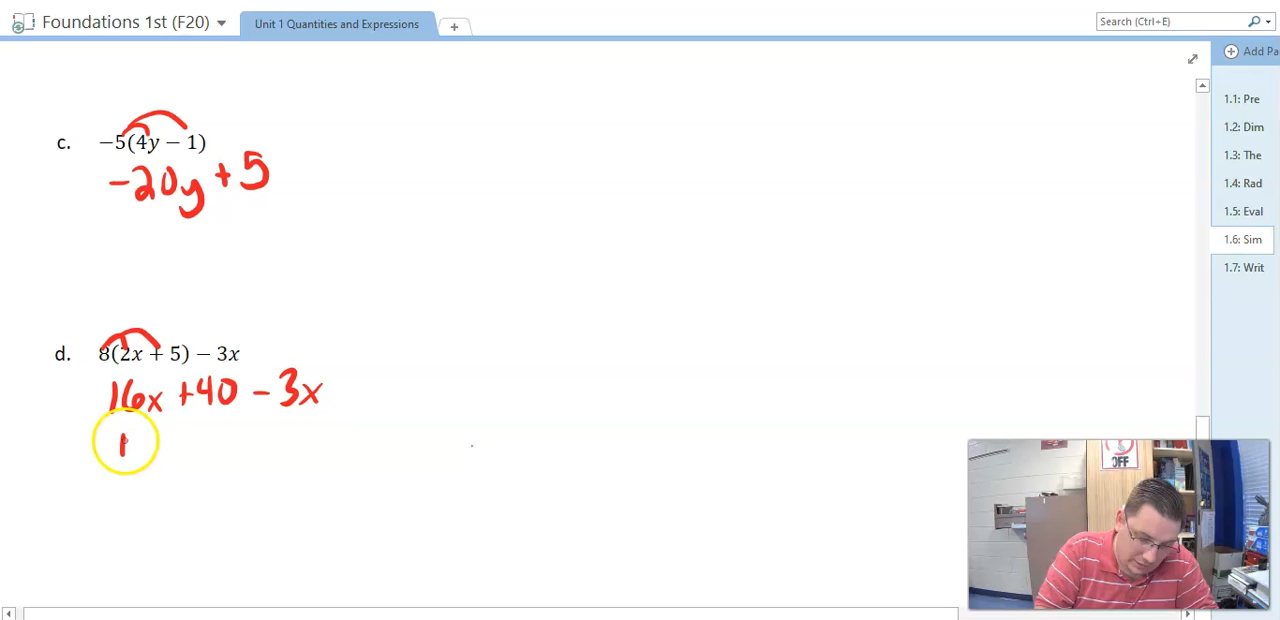 Foundations 1st (F20)
Unit 1 Quantities and Expressions
+
Search (Ctrl+E)
Add Pa
1.1: Pre
1.2: Dim
1.3: The
1.4: Rad
1.5: Eval
1.6: Sim
1.7: Writ
c. −5(4y − 1)
-20y + 5
d. 8(2x + 5) − 3x
16x + 40 - 3x
1
OFF